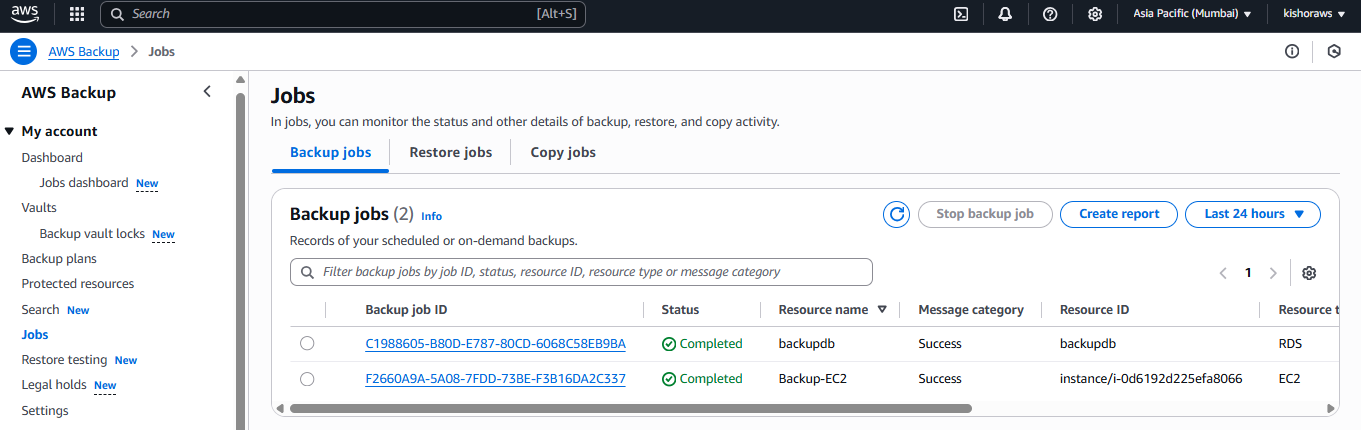 aws Search [Alt+S] Asia Pacific (Mumbai) kishoraws
AWS Backup Jobs
AWS Backup
My account
Dashboard
Jobs dashboard New
Vaults
Backup vault locks New
Backup plans
Protected resources
Search New
Jobs
Restore testing New
Legal holds New
Settings
Jobs
In jobs, you can monitor the status and other details of backup, restore, and copy activity.
Backup jobs Restore jobs Copy jobs
Backup jobs (2) Info Stop backup job Create report Last 24 hours
Records of your scheduled or on-demand backups.
Filter backup jobs by job ID, status, resource ID, resource type or message category 1
Backup job ID Status Resource name Message category Resource ID Resource t
C1988605-B80D-E787-80CD-6068C58EB9BA Completed backupdb Success backupdb RDS
F2660A9A-5A08-7FDD-73BE-F3B16DA2C337 Completed Backup-EC2 Success instance/i-0d6192d225efa8066 EC2